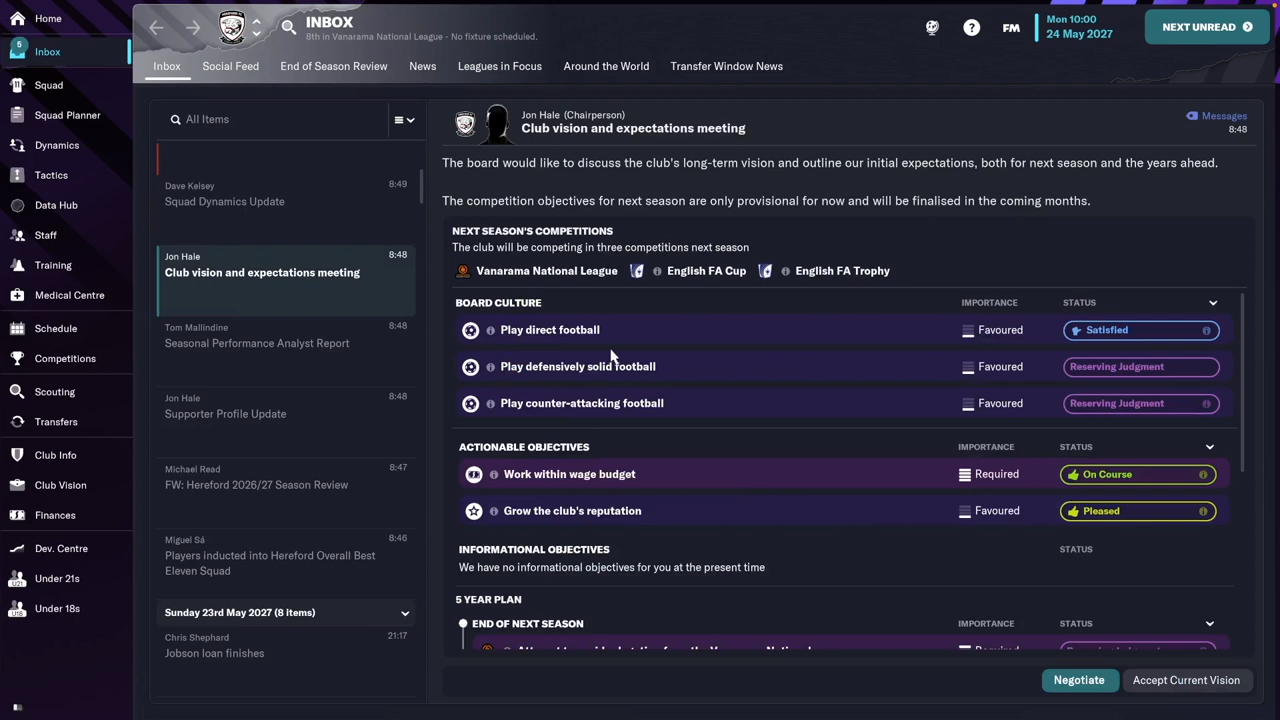 Home
5
Inbox
Squad
Squad Planner
Dynamics
Tactics
Data Hub
Staff
Training
Medical Centre
Schedule
Competitions
Scouting
Transfers
Club Info
Club Vision
Finances
Dev. Centre
U21
Under 21s
U18
Under 18s
INBOX
8th in Vanarama National League - No fixture scheduled.
?
FM
Mon 10:00
24 May 2027
NEXT UNREAD
Inbox Social Feed End of Season Review News Leagues in Focus Around the World Transfer Window News
All Items
Dave Kelsey 8:49
Squad Dynamics Update
Jon Hale 8:48
Club vision and expectations meeting
Tom Mallindine 8:48
Seasonal Performance Analyst Report
Jon Hale 8:48
Supporter Profile Update
Michael Read 8:47
FW: Hereford 2026/27 Season Review
Miguel Sá 8:46
Players inducted into Hereford Overall Best
Eleven Squad
Sunday 23rd May 2027 (8 items)
Chris Shephard 21:17
Jobson loan finishes
Jon Hale (Chairperson)
Club vision and expectations meeting
Messages
8:48
The board would like to discuss the club's long-term vision and outline our initial expectations, both for next season and the years ahead.
The competition objectives for next season are only provisional for now and will be finalised in the coming months.
NEXT SEASON'S COMPETITIONS
The club will be competing in three competitions next season
Vanarama National League English FA Cup English FA Trophy
BOARD CULTURE IMPORTANCE STATUS
Play direct football Favoured Satisfied
Play defensively solid football Favoured Reserving Judgment
Play counter-attacking football Favoured Reserving Judgment
ACTIONABLE OBJECTIVES IMPORTANCE STATUS
Work within wage budget Required On Course
Grow the club's reputation Favoured Pleased
INFORMATIONAL OBJECTIVES STATUS
We have no informational objectives for you at the present time
5 YEAR PLAN
END OF NEXT SEASON IMPORTANCE STATUS
Negotiate Accept Current Vision